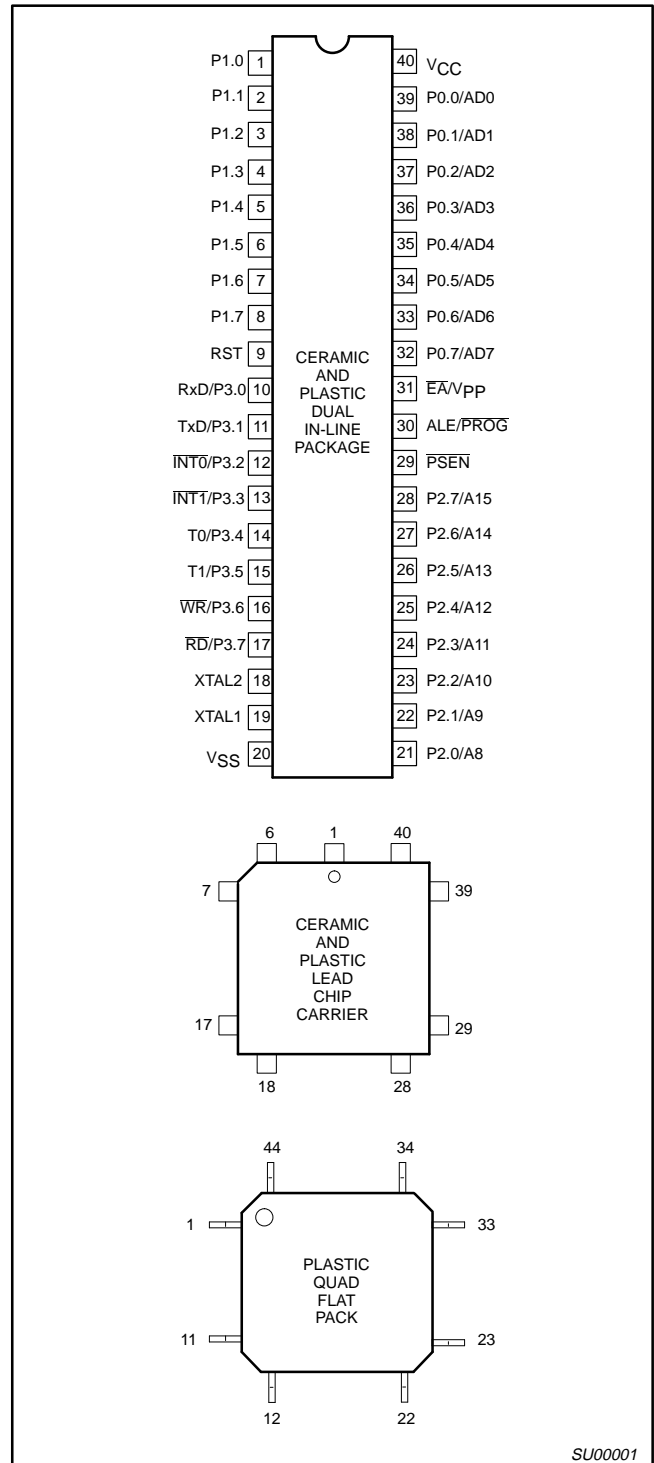 P1.0 1
P1.1 2
P1.2 3
P1.3 4
P1.4 5
P1.5 6
P1.6 7
P1.7 8
RST 9
RxD/P3.0 10
TxD/P3.1 11
I̅N̅T̅0̅/P3.2 12
I̅N̅T̅1̅/P3.3 13
T0/P3.4 14
T1/P3.5 15
W̅R̅/P3.6 16
R̅D̅/P3.7 17
XTAL2 18
XTAL1 19
VSS 20
CERAMIC
AND
PLASTIC
DUAL
IN-LINE
PACKAGE
40 VCC
39 P0.0/AD0
38 P0.1/AD1
37 P0.2/AD2
36 P0.3/AD3
35 P0.4/AD4
34 P0.5/AD5
33 P0.6/AD6
32 P0.7/AD7
31 E̅A̅/VPP
30 ALE/P̅R̅O̅G̅
29 P̅S̅E̅N̅
28 P2.7/A15
27 P2.6/A14
26 P2.5/A13
25 P2.4/A12
24 P2.3/A11
23 P2.2/A10
22 P2.1/A9
21 P2.0/A8
6 1 40
7 39
CERAMIC
AND
PLASTIC
LEAD
CHIP
CARRIER
17 29
18 28
44 34
1 33
PLASTIC
QUAD
FLAT
PACK
11 23
12 22
SU00001